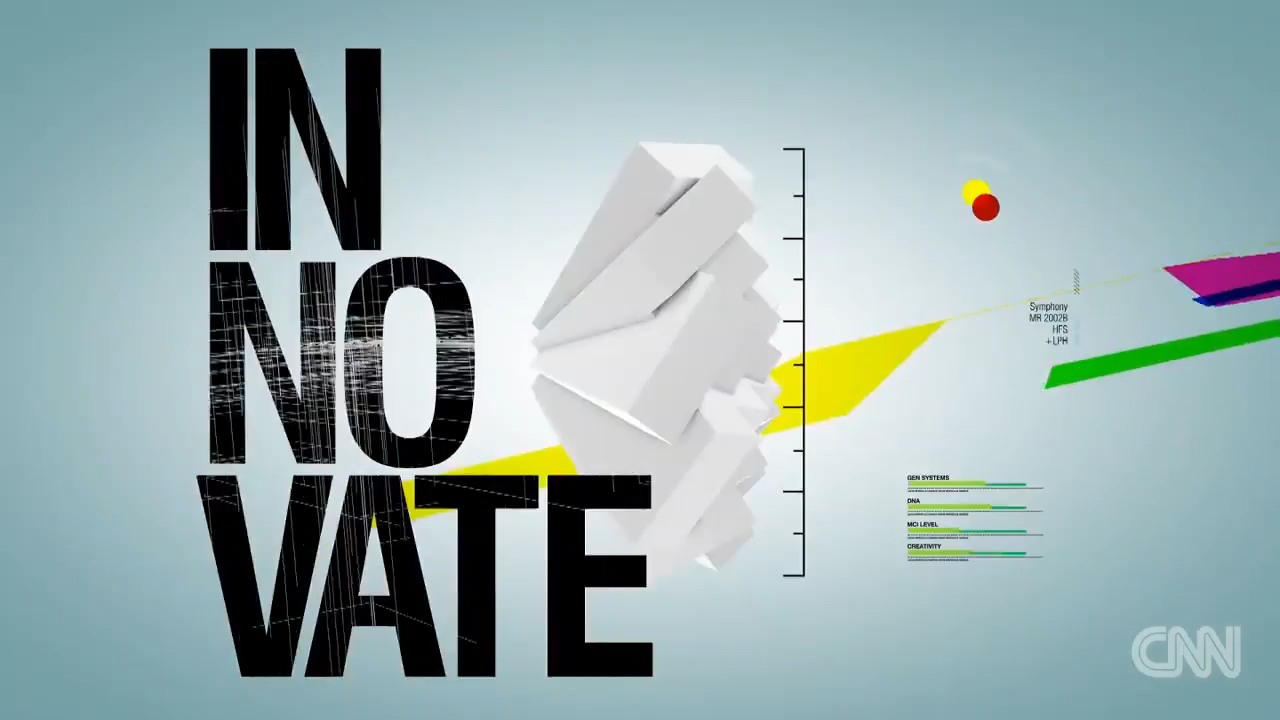 IN
NO
VATE
Symphony
MR 2002B
HFS
+LPH
GEN SYSTEMS
DNA
MCI LEVEL
CREATIVITY
CNN